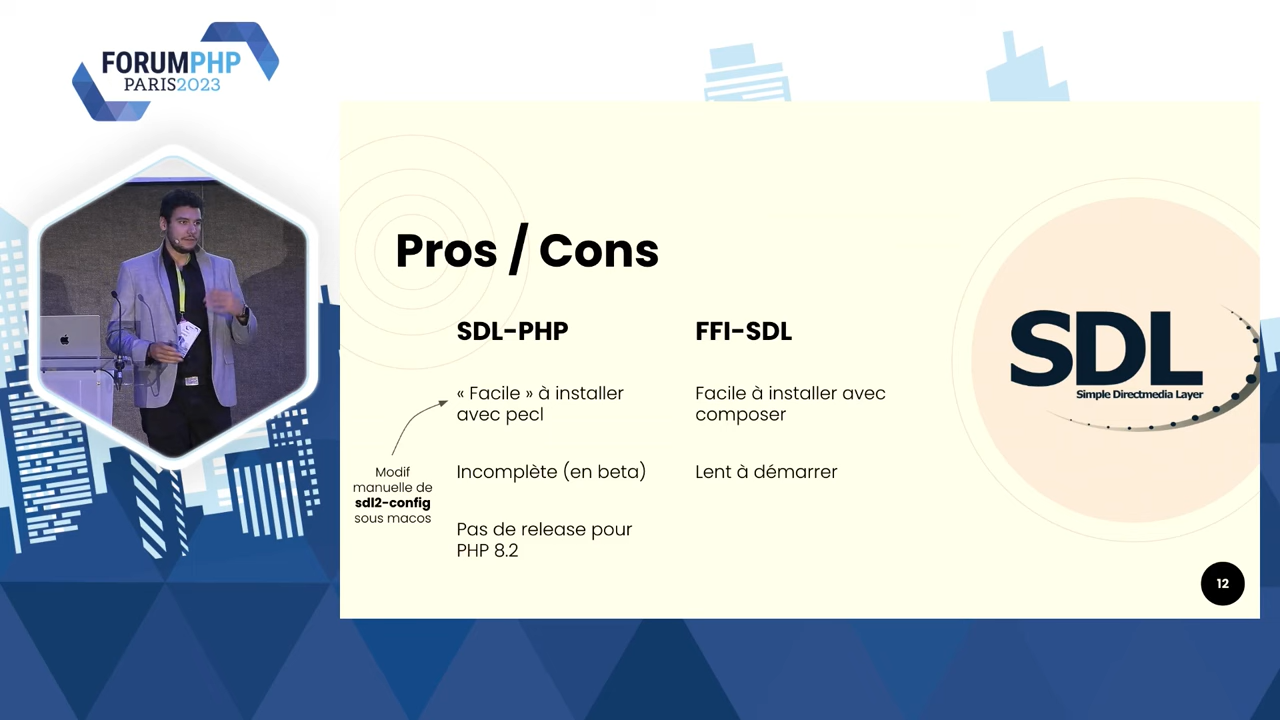 FORUMPHP
PARIS2023
Pros / Cons
SDL-PHP
« Facile » à installer
avec pecl
Incomplète (en beta)
Pas de release pour
PHP 8.2
Modif
manuelle de
sdl2-config
sous macos
FFI-SDL
Facile à installer avec
composer
Lent à démarrer
SDL
Simple Directmedia Layer
12